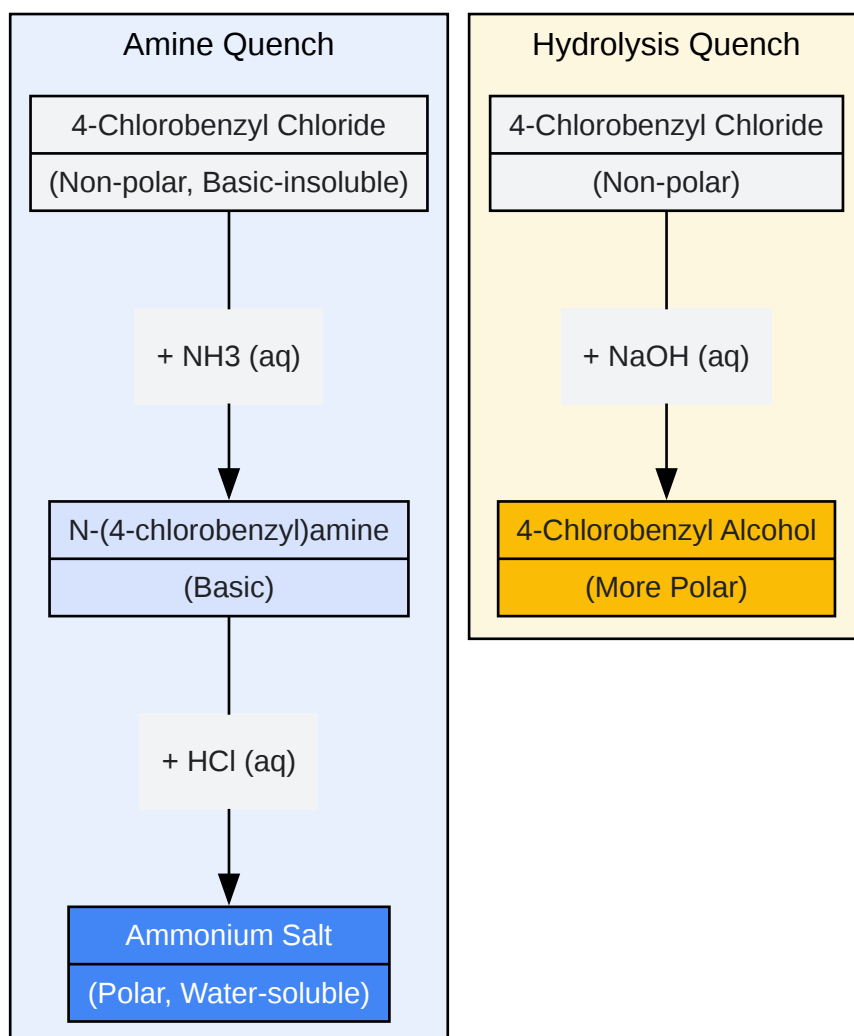 Amine Quench
4-Chlorobenzyl Chloride
(Non-polar, Basic-insoluble)
+ NH3 (aq)
N-(4-chlorobenzyl)amine
(Basic)
+ HCl (aq)
Ammonium Salt
(Polar, Water-soluble)
Hydrolysis Quench
4-Chlorobenzyl Chloride
(Non-polar)
+ NaOH (aq)
4-Chlorobenzyl Alcohol
(More Polar)